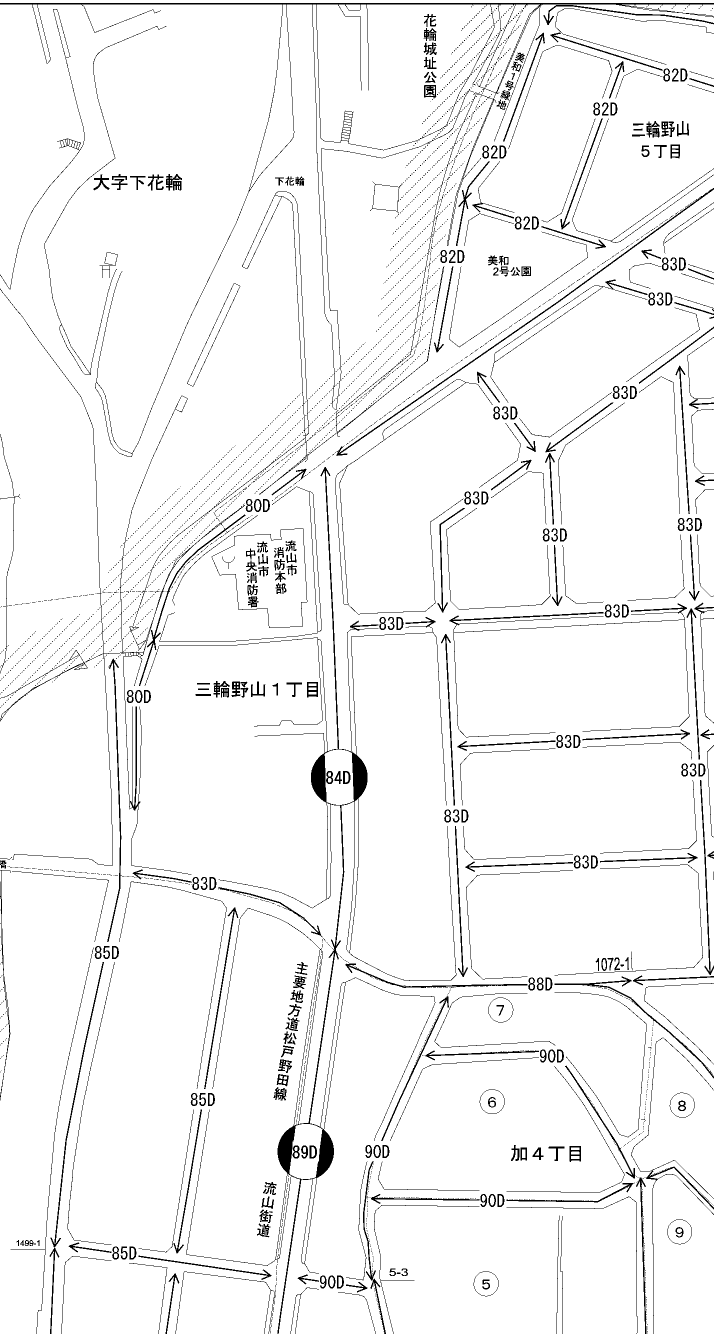 花輪城址公園
美和1号緑地
82D
82D
三輪野山
5丁目
82D
大字下花輪
下花輪
82D
82D
美和
2号公園
83D
83D
83D
83D
83D
80D
83D
83D
流山市
消防本部
流山市
中央消防署
83D
83D
80D
三輪野山1丁目
83D
84D
83D
83D
83D
83D
85D
1072-1
88D
主要地方道松戸野田線
⑦
90D
85D
⑥
⑧
89D
90D
加4丁目
流山街道
90D
⑨
1499-1
85D
90D
5-3
⑤